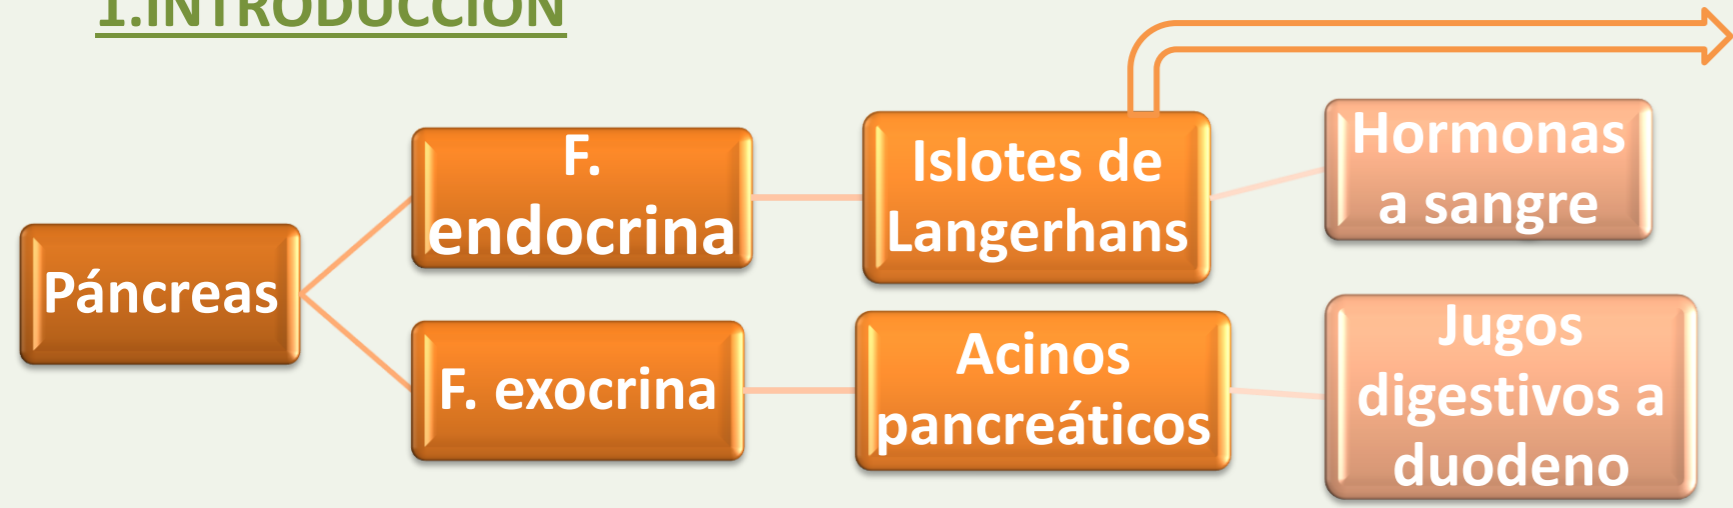 1.INTRODUCCIÓN
Páncreas
F.
endocrina
Islotes de
Langerhans
Hormonas
a sangre
F. exocrina
Acinos
pancreáticos
Jugos
digestivos a
duodeno